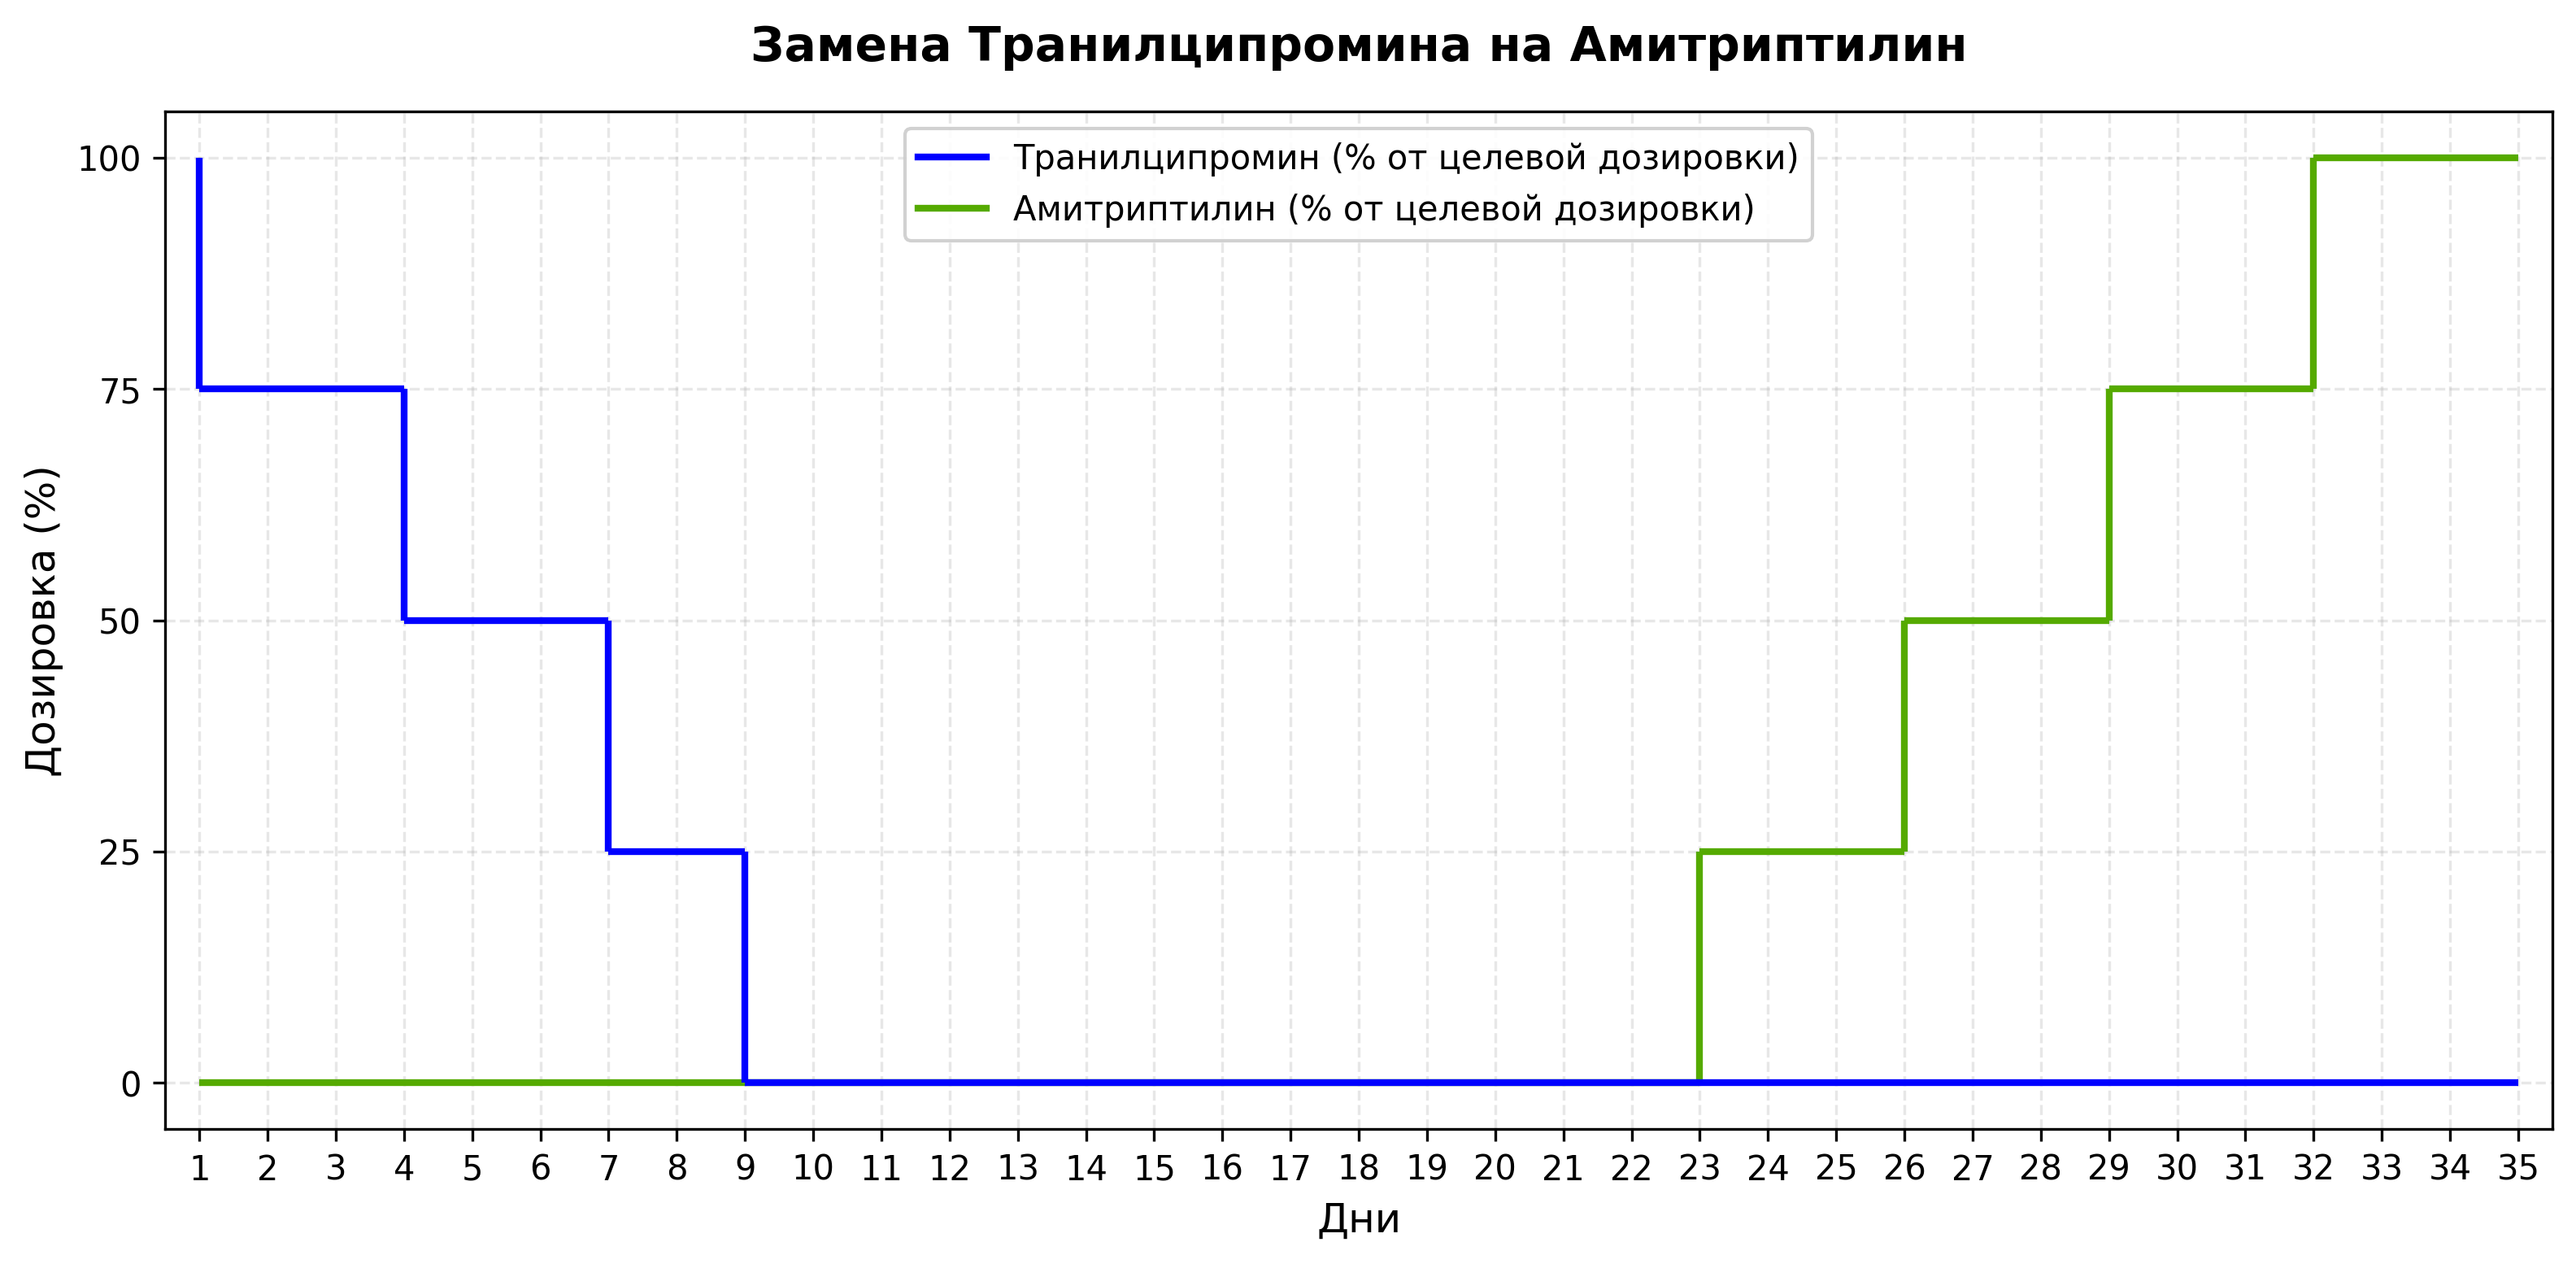 Замена Транилципромина на Амитриптилин
Транилципромин (% от целевой дозировки)
Амитриптилин (% от целевой дозировки)
Дозировка (%)
100
75
50
25
0
1 2 3 4 5 6 7 8 9 10 11 12 13 14 15 16 17 18 19 20 21 22 23 24 25 26 27 28 29 30 31 32 33 34 35
Дни